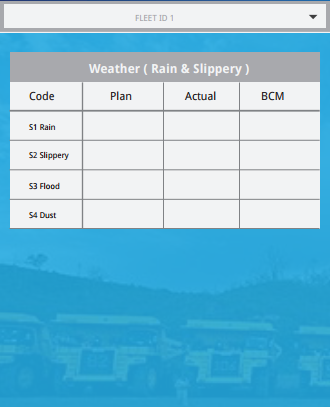 FLEET ID 1
Weather ( Rain & Slippery )
Code Plan Actual BCM
S1 Rain
S2 Slippery
S3 Flood
S4 Dust